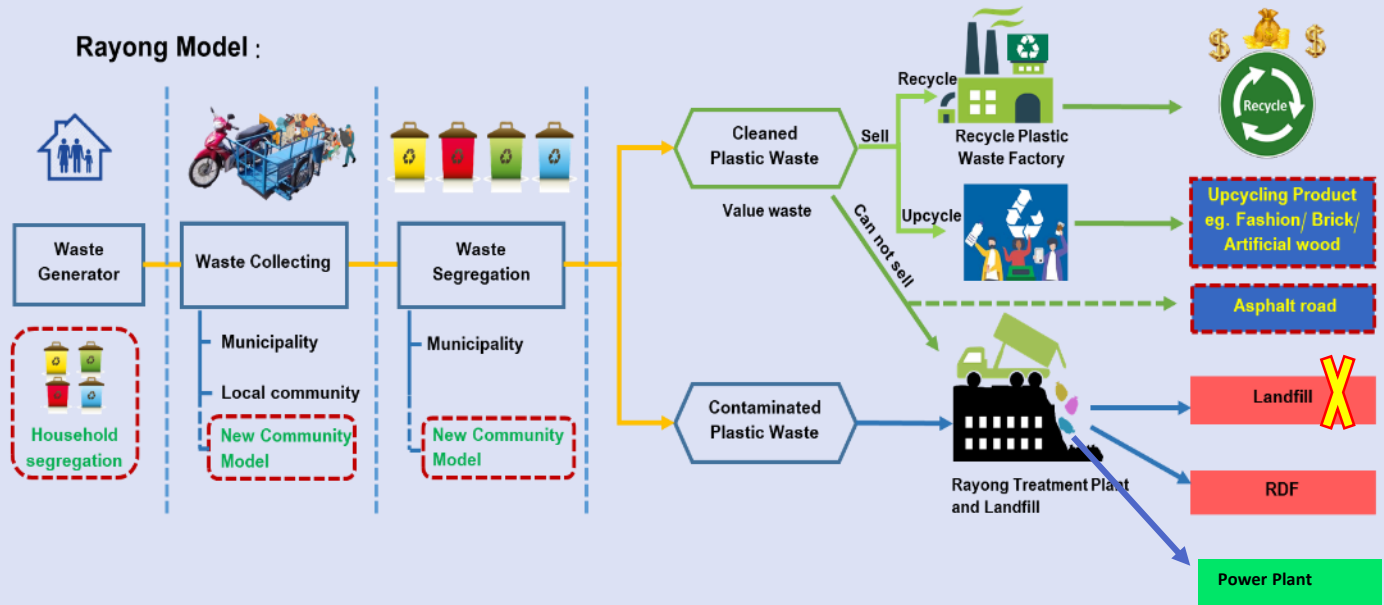 Rayong Model :
Waste
Generator
Household
segregation
Waste Collecting
Municipality
Local community
New Community
Model
Waste
Segregation
Municipality
New Community
Model
Cleaned
Plastic Waste
Value waste
Sell
Recycle
Upcycle
Can not sell
Recycle Plastic
Waste Factory
Recycle
Upcycling Product
eg. Fashion/ Brick/
Artificial wood
Asphalt road
Contaminated
Plastic Waste
Rayong Treatment Plant
and Landfill
Landfill
RDF
Power Plant